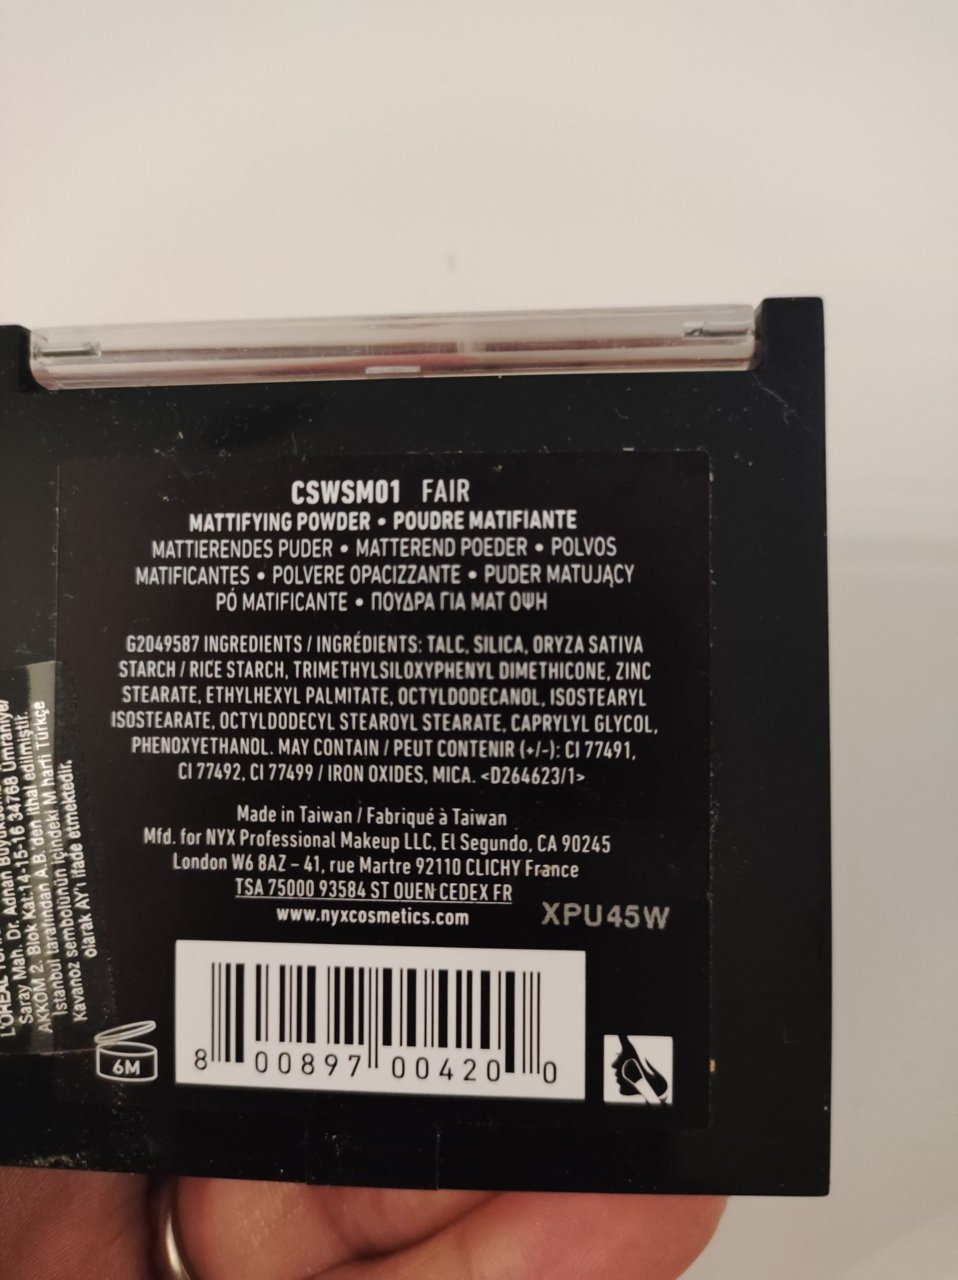 CSWSM01 FAIR
MATTIFYING POWDER • POUDRE MATIFIANTE
MATTIERENDES PUDER • MATTEREND POEDER • POLVOS
MATIFICANTES • POLVERE OPACIZZANTE • PUDER MATUJĄCY
PÓ MATIFICANTE • ΠΟΥΔΡΑ ΓΙΑ ΜΑΤ ΟΨΗ
G2049587 INGREDIENTS / INGRÉDIENTS: TALC, SILICA, ORYZA SATIVA
STARCH / RICE STARCH, TRIMETHYLSILOXYPHENYL DIMETHICONE, ZINC
STEARATE, ETHYLHEXYL PALMITATE, OCTYLDODECANOL, ISOSTEARYL
ISOSTEARATE, OCTYLDODECYL STEAROYL STEARATE, CAPRYLYL GLYCOL,
PHENOXYETHANOL. MAY CONTAIN / PEUT CONTENIR (+/-): CI 77491,
CI 77492, CI 77499 / IRON OXIDES, MICA. <D264623/1>
Made in Taiwan / Fabriqué à Taiwan
Mfd. for NYX Professional Makeup LLC, El Segundo, CA 90245
London W6 8AZ – 41, rue Martre 92110 CLICHY France
TSA 75000 93584 ST OUEN CEDEX FR
www.nyxcosmetics.com
XPU45W
8 00897 00420 0
6M
Saray Mah. Dr. Adnan
AKKOM 2. Blok Kat:14-15-16 34768 Ümraniye/
İstanbul tarafından A.B.'den ithal edilmiştir.
Kavanoz sembolünün içindeki M harfi Türkçe
olarak AY'ı ifade etmektedir.